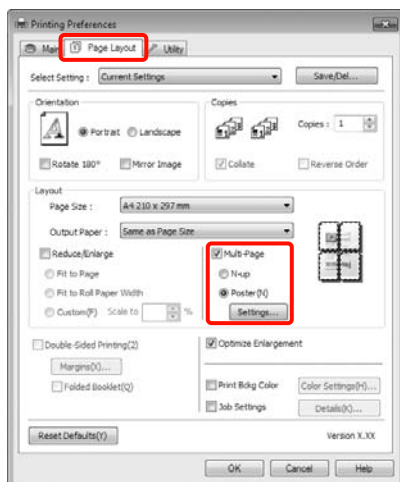 Printing Preferences
Main Page Layout Utility
Select Setting : Current Settings Save/Del...
Orientation Copies
A Portrait Landscape Copies : 1
Rotate 180° Mirror Image Collate Reverse Order
Layout
Page Size : A4 210 x 297 mm
Output Paper : Same as Page Size
Reduce/Enlarge Multi-Page
Fit to Page N-up
Fit to Roll Paper Width Poster(N)
Custom(F) Scale to % Settings...
Double-Sided Printing(2) Optimize Enlargement
Margins(X)...
Folded Booklet(Q) Print Bckg Color Color Settings(H)...
Job Settings Details(K)...
Reset Defaults(Y) Version X.XX
OK Cancel Help